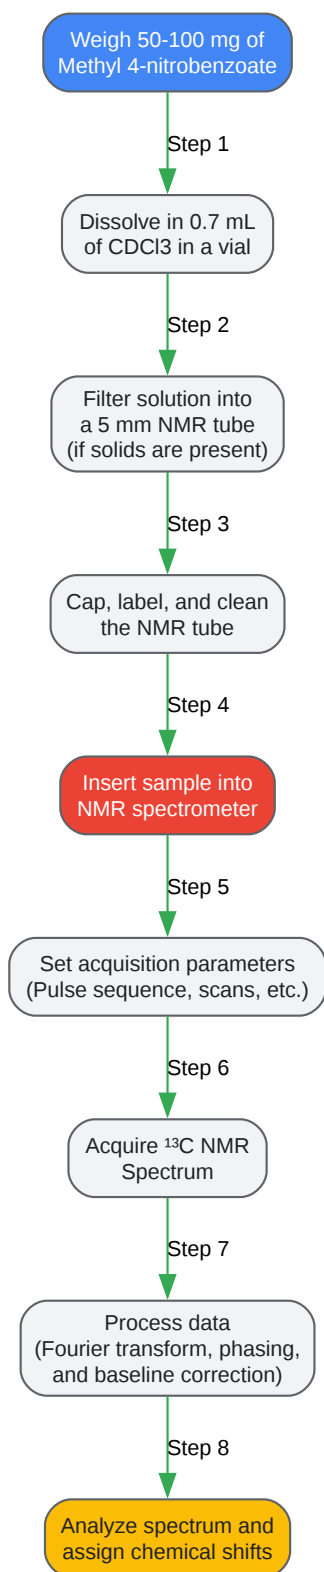 Weigh 50-100 mg of
Methyl 4-nitrobenzoate
Step 1
Dissolve in 0.7 mL
of CDCl3 in a vial
Step 2
Filter solution into
a 5 mm NMR tube
(if solids are present)
Step 3
Cap, label, and clean
the NMR tube
Step 4
Insert sample into
NMR spectrometer
Step 5
Set acquisition parameters
(Pulse sequence, scans, etc.)
Step 6
Acquire ¹³C NMR
Spectrum
Step 7
Process data
(Fourier transform, phasing,
and baseline correction)
Step 8
Analyze spectrum and
assign chemical shifts